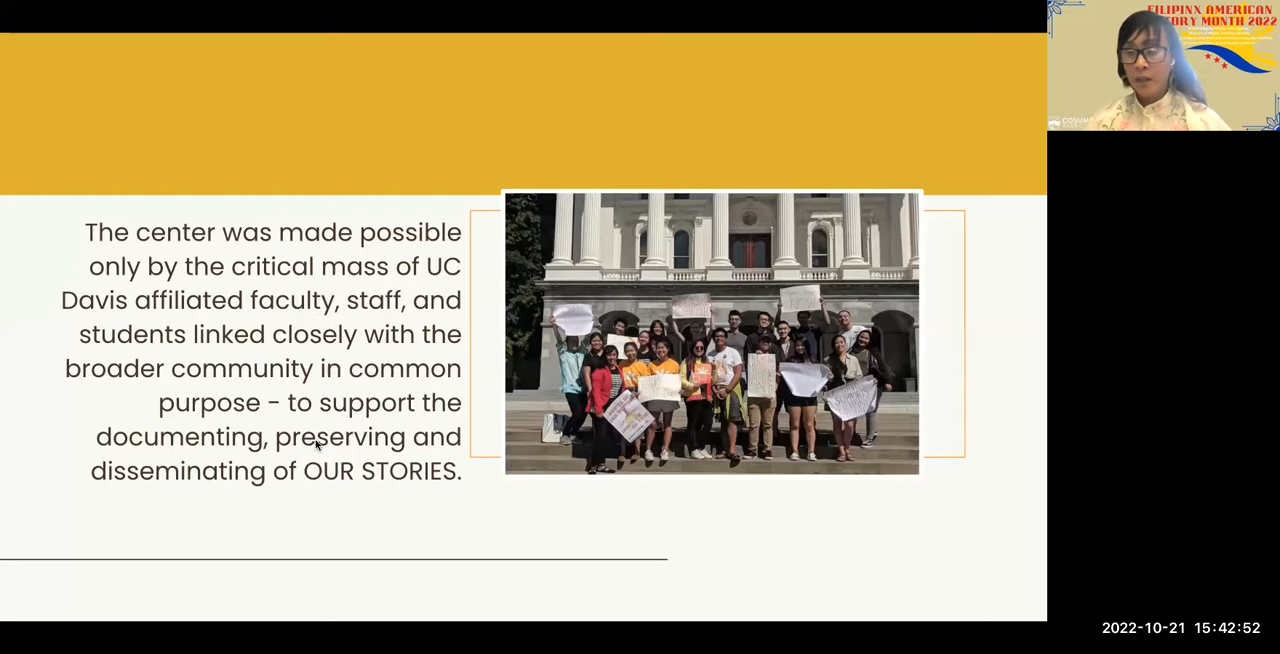 The center was made possible
only by the critical mass of UC
Davis affiliated faculty, staff, and
students linked closely with the
broader community in common
purpose - to support the
documenting, preserving and
disseminating of OUR STORIES.
FILIPINX AMERICAN
MONTH 2022
2022-10-21 15:42:52